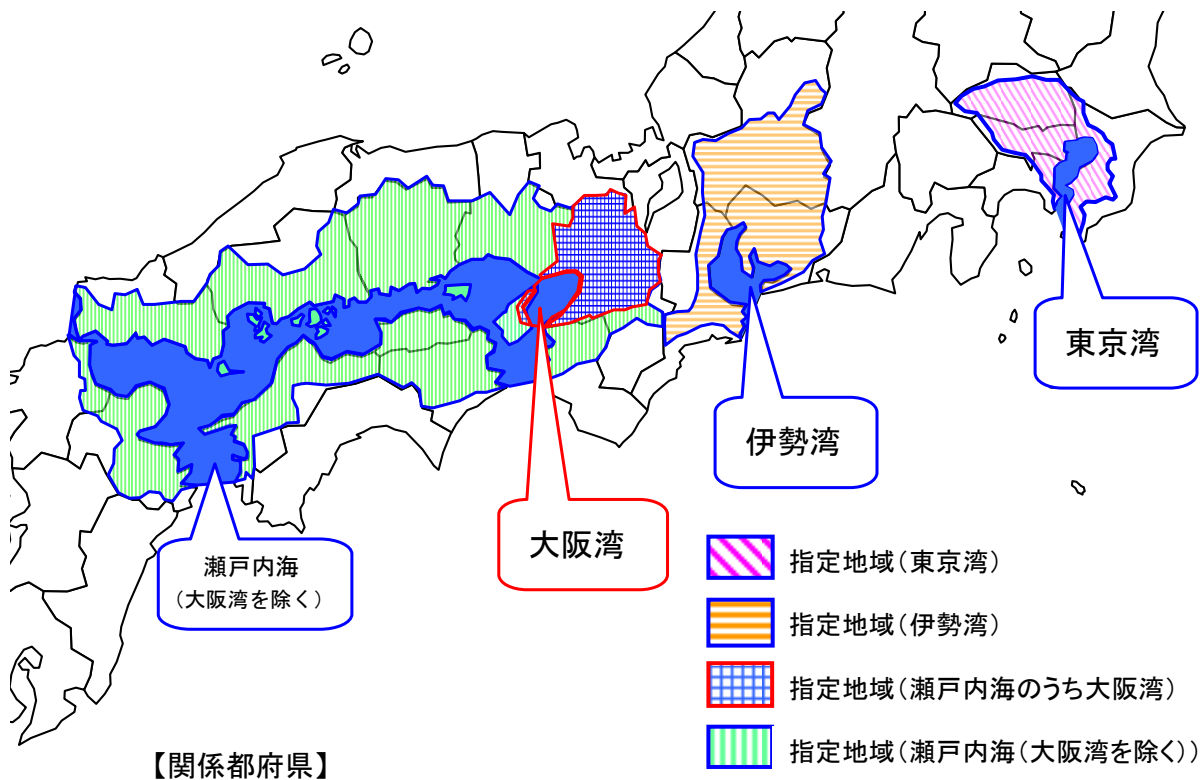 東京湾
伊勢湾
大阪湾
瀬戸内海
（大阪湾を除く）
指定地域（東京湾）
指定地域（伊勢湾）
指定地域（瀬戸内海のうち大阪湾）
指定地域（瀬戸内海（大阪湾を除く））
【関係都府県】